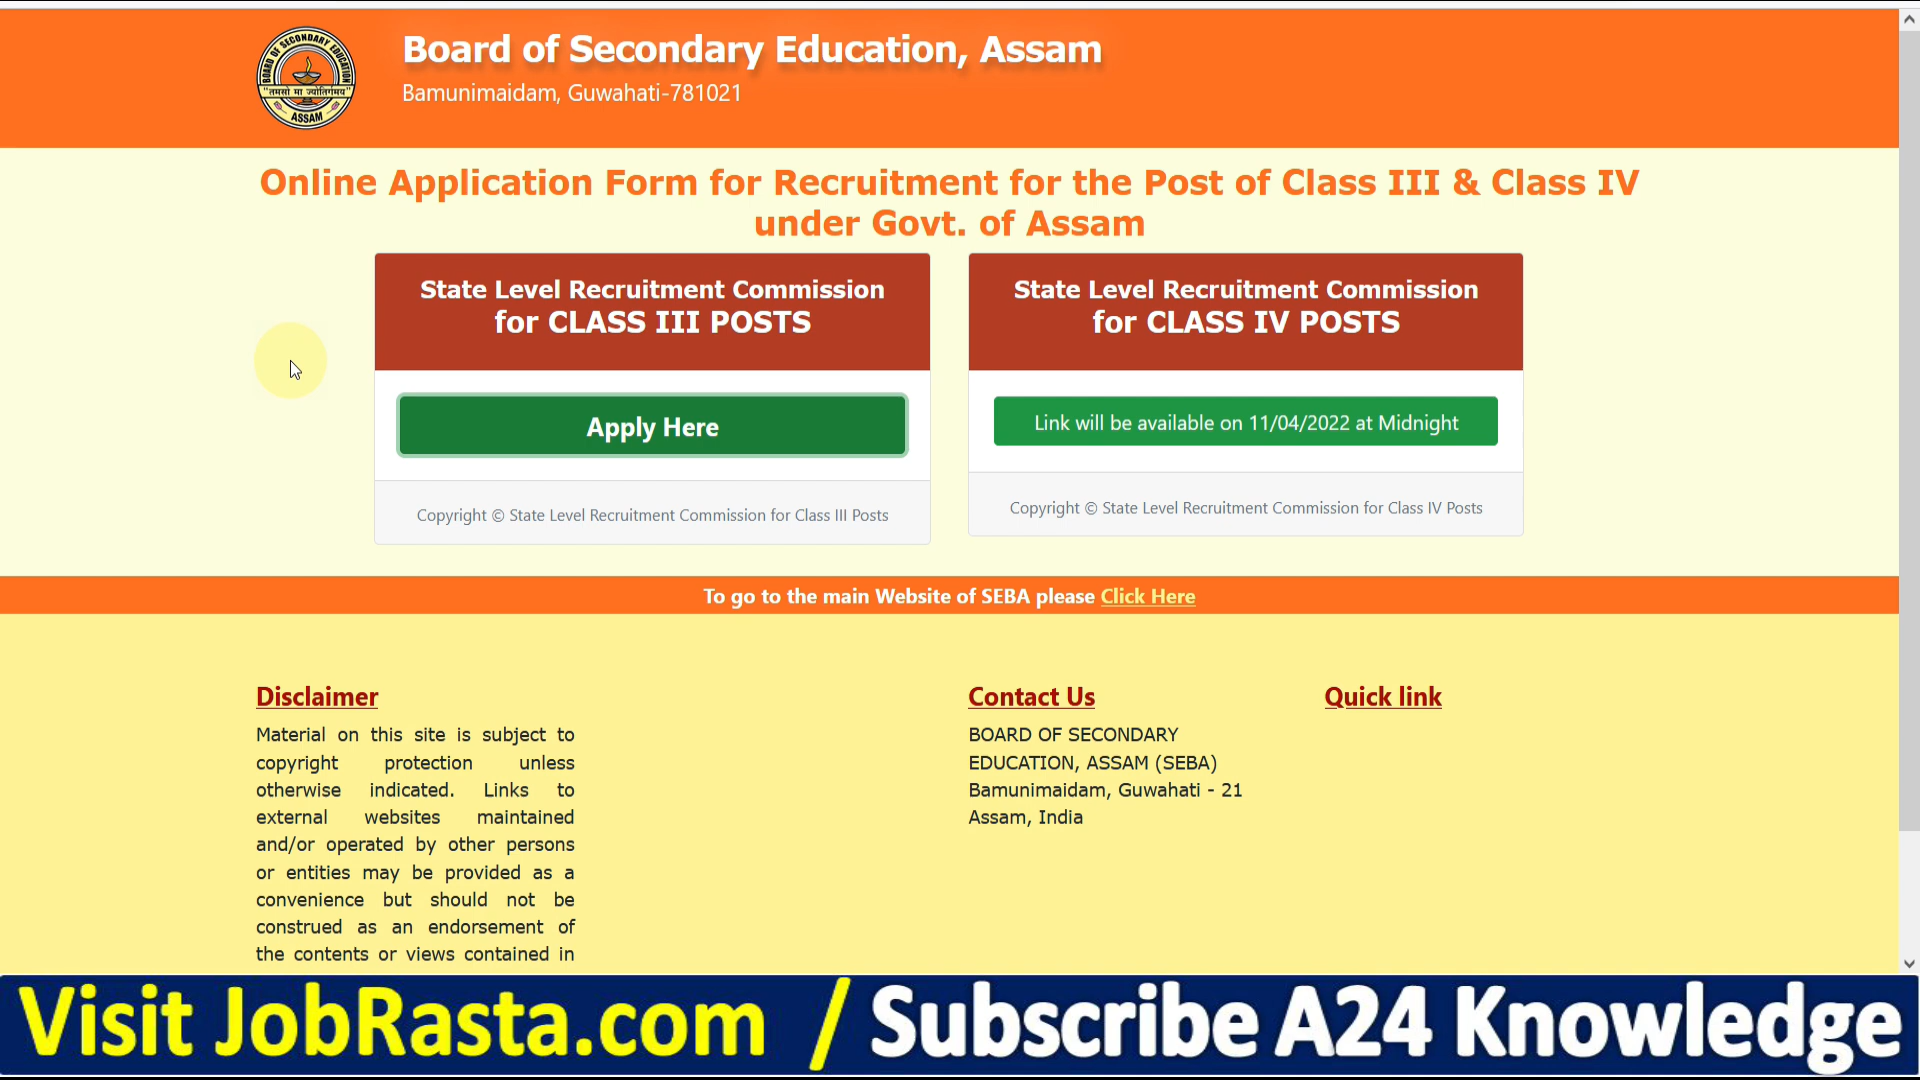 BOARD OF SECONDARY EDUCATION
"तमसो मा ज्योतिर्गमय"
ASSAM
Board of Secondary Education, Assam
Bamunimaidam, Guwahati-781021
Online Application Form for Recruitment for the Post of Class III & Class IV
under Govt. of Assam
State Level Recruitment Commission
for CLASS III POSTS
Apply Here
Copyright © State Level Recruitment Commission for Class III Posts
State Level Recruitment Commission
for CLASS IV POSTS
Link will be available on 11/04/2022 at Midnight
Copyright © State Level Recruitment Commission for Class IV Posts
To go to the main Website of SEBA please Click Here
Disclaimer
Material on this site is subject to
copyright protection unless
otherwise indicated. Links to
external websites maintained
and/or operated by other persons
or entities may be provided as a
convenience but should not be
construed as an endorsement of
the contents or views contained in
Contact Us
BOARD OF SECONDARY
EDUCATION, ASSAM (SEBA)
Bamunimaidam, Guwahati - 21
Assam, India
Quick link
Visit JobRasta.com / Subscribe A24 Knowledge